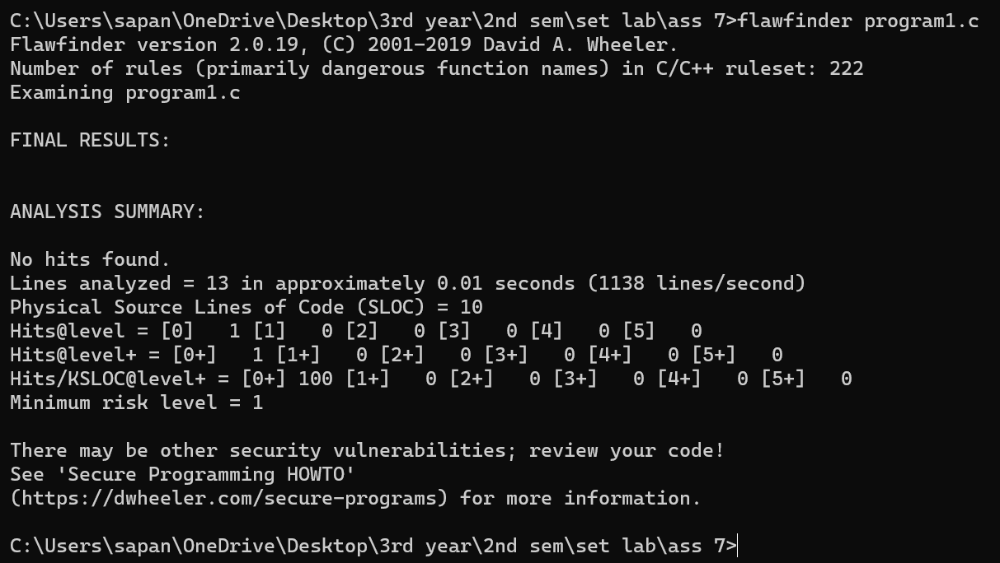 C:\Users\sapan\OneDrive\Desktop\3rd year\2nd sem\set lab\ass 7>flawfinder program1.c
Flawfinder version 2.0.19, (C) 2001-2019 David A. Wheeler.
Number of rules (primarily dangerous function names) in C/C++ ruleset: 222
Examining program1.c
FINAL RESULTS:
ANALYSIS SUMMARY:
No hits found.
Lines analyzed = 13 in approximately 0.01 seconds (1138 lines/second)
Physical Source Lines of Code (SLOC) = 10
Hits@level = [0]   1 [1]   0 [2]   0 [3]   0 [4]   0 [5]   0
Hits@level+ = [0+]   1 [1+]   0 [2+]   0 [3+]   0 [4+]   0 [5+]   0
Hits/KSLOC@level+ = [0+] 100 [1+]   0 [2+]   0 [3+]   0 [4+]   0 [5+]   0
Minimum risk level = 1
There may be other security vulnerabilities; review your code!
See 'Secure Programming HOWTO'
(https://dwheeler.com/secure-programs) for more information.
C:\Users\sapan\OneDrive\Desktop\3rd year\2nd sem\set lab\ass 7>